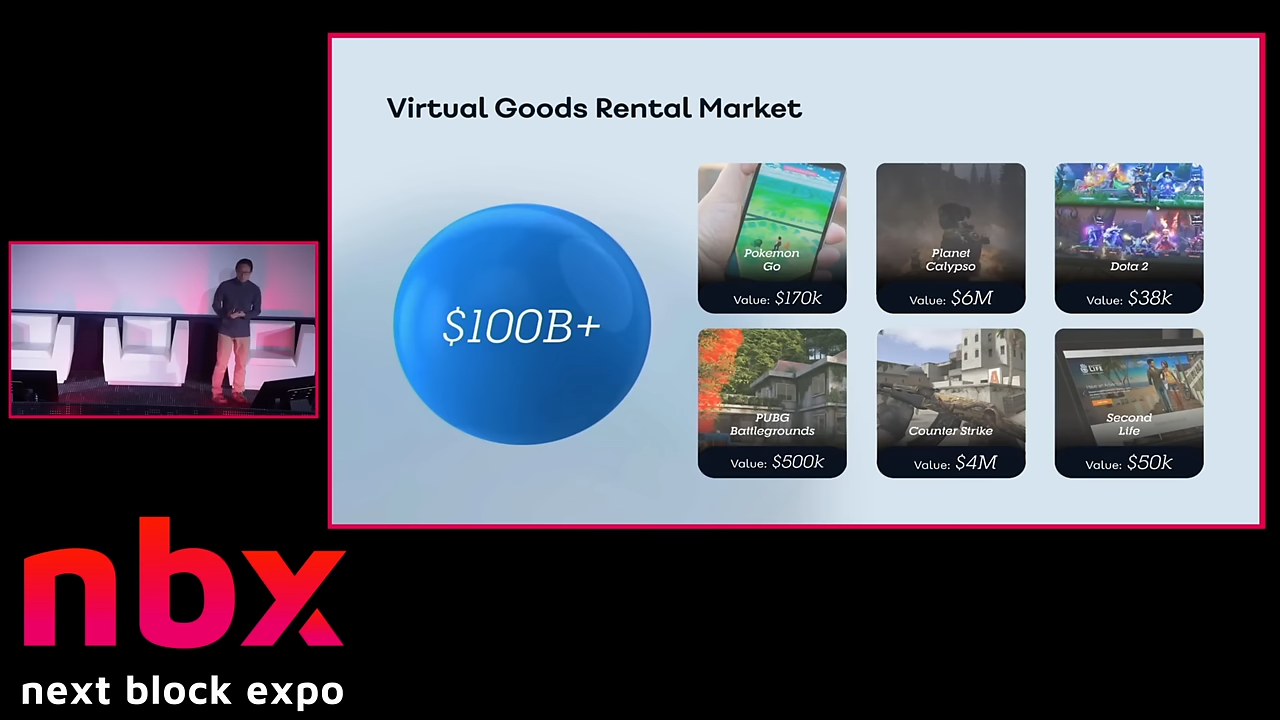 Virtual Goods Rental Market
$100B+
Pokemon
Go
Value: $170k
Planet
Calypso
Value: $6M
Dota 2
Value: $38k
PUBG
Battlegrounds
Value: $500k
Counter Strike
Value: $4M
LIFE
Second
Life
Value: $50k
nbx
next block expo